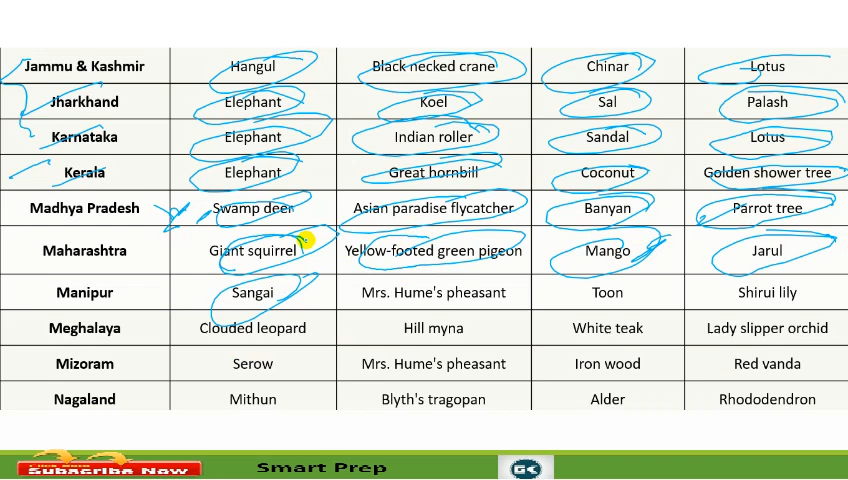 Jammu & Kashmir Hangul Black necked crane Chinar Lotus
Jharkhand Elephant Koel Sal Palash
Karnataka Elephant Indian roller Sandal Lotus
Kerala Elephant Great hornbill Coconut Golden shower tree
Madhya Pradesh Swamp deer Asian paradise flycatcher Banyan Parrot tree
Maharashtra Giant squirrel Yellow-footed green pigeon Mango Jarul
Manipur Sangai Mrs. Hume's pheasant Toon Shirui lily
Meghalaya Clouded leopard Hill myna White teak Lady slipper orchid
Mizoram Serow Mrs. Hume's pheasant Iron wood Red vanda
Nagaland Mithun Blyth's tragopan Alder Rhododendron
Subscribe Now Smart Prep GK